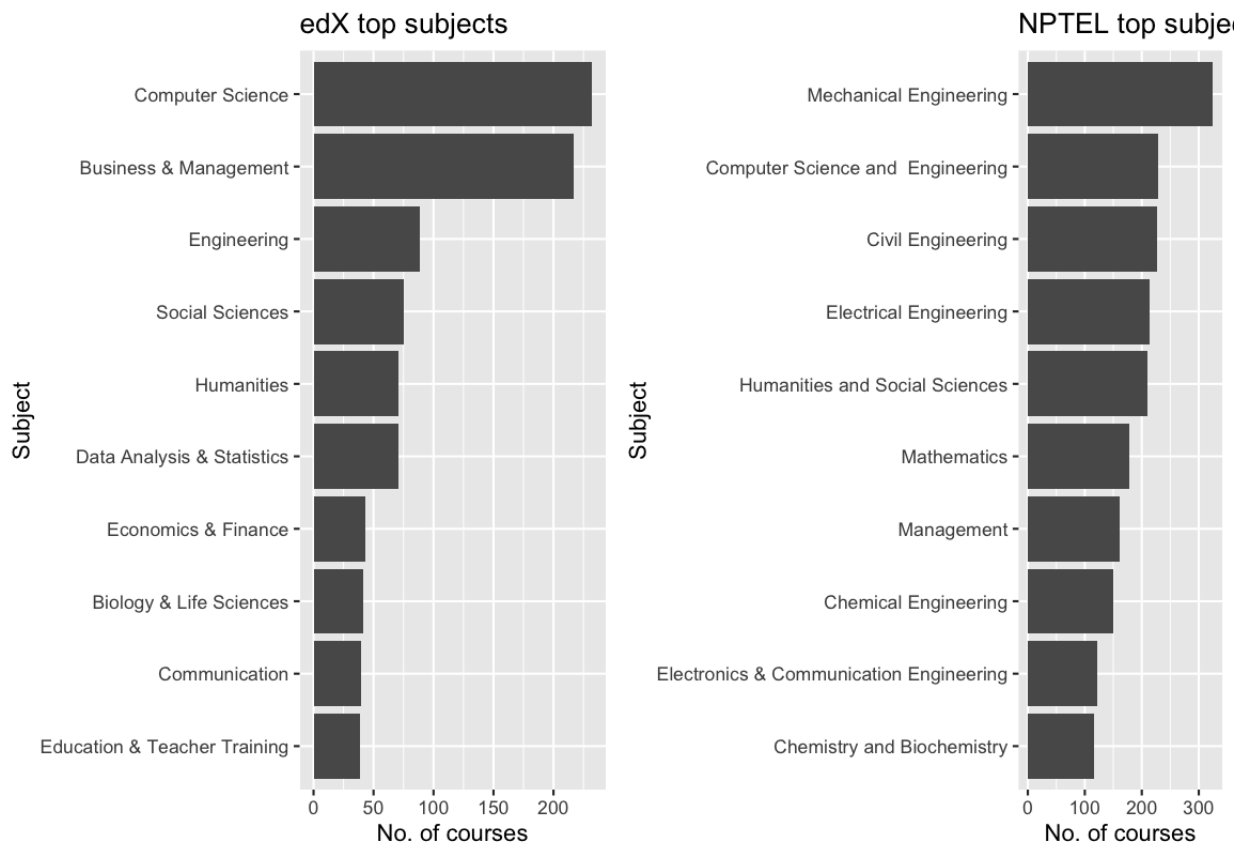 edX top subjects
Computer Science
Business & Management
Engineering
Social Sciences
Humanities
Data Analysis & Statistics
Economics & Finance
Biology & Life Sciences
Communication
Education & Teacher Training
Subject
0 50 100 150 200
No. of courses
NPTEL top subje
Mechanical Engineering
Computer Science and  Engineering
Civil Engineering
Electrical Engineering
Humanities and Social Sciences
Mathematics
Management
Chemical Engineering
Electronics & Communication Engineering
Chemistry and Biochemistry
Subject
0 100 200 300
No. of courses